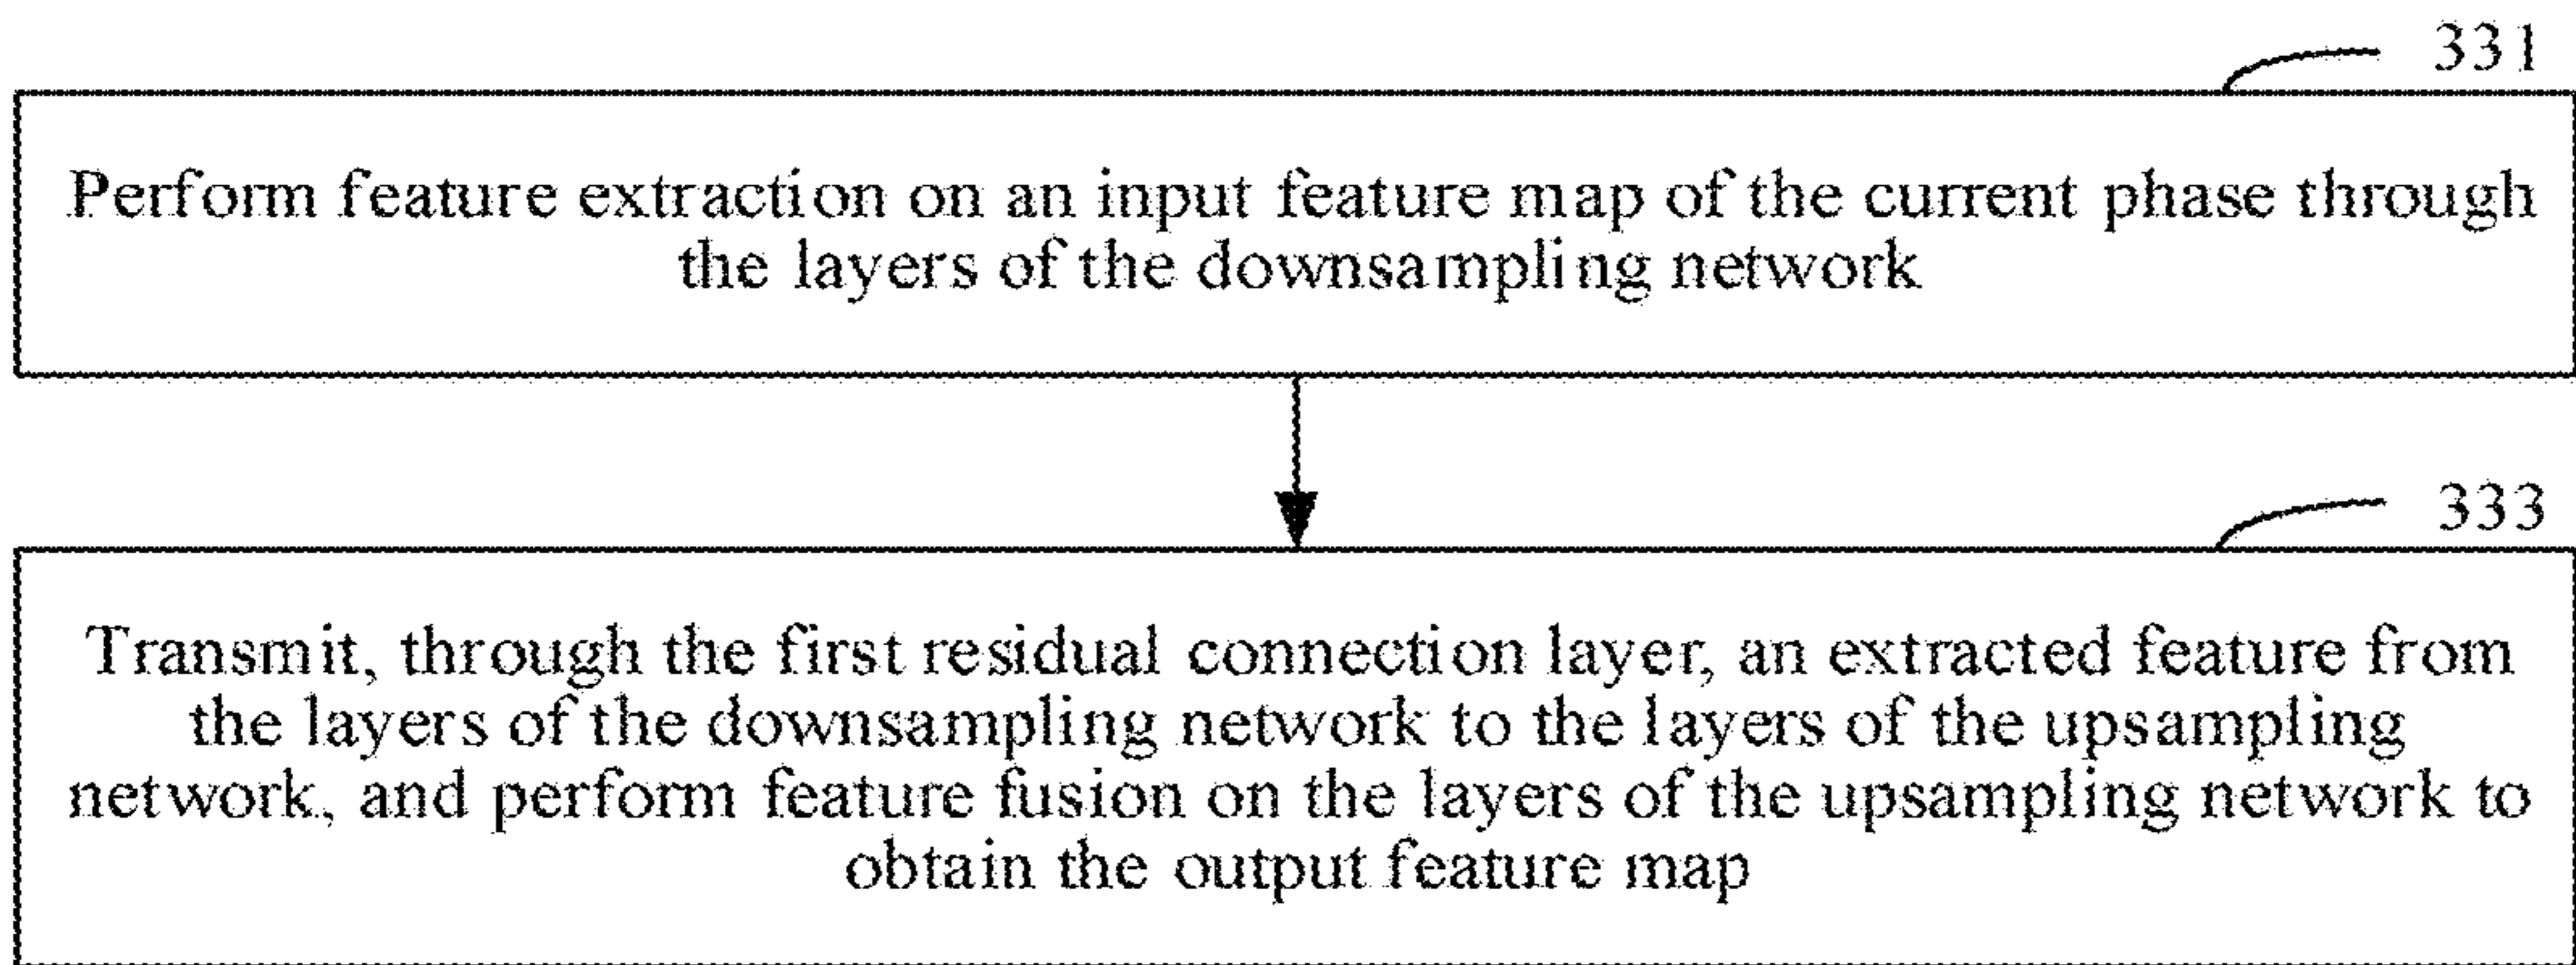 331
Perform feature extraction on an input feature map of the current phase through
the layers of the downsampling network
333
Transmit, through the first residual connection layer, an extracted feature from
the layers of the downsampling network to the layers of the upsampling
network, and perform feature fusion on the layers of the upsampling network to
obtain the output feature map